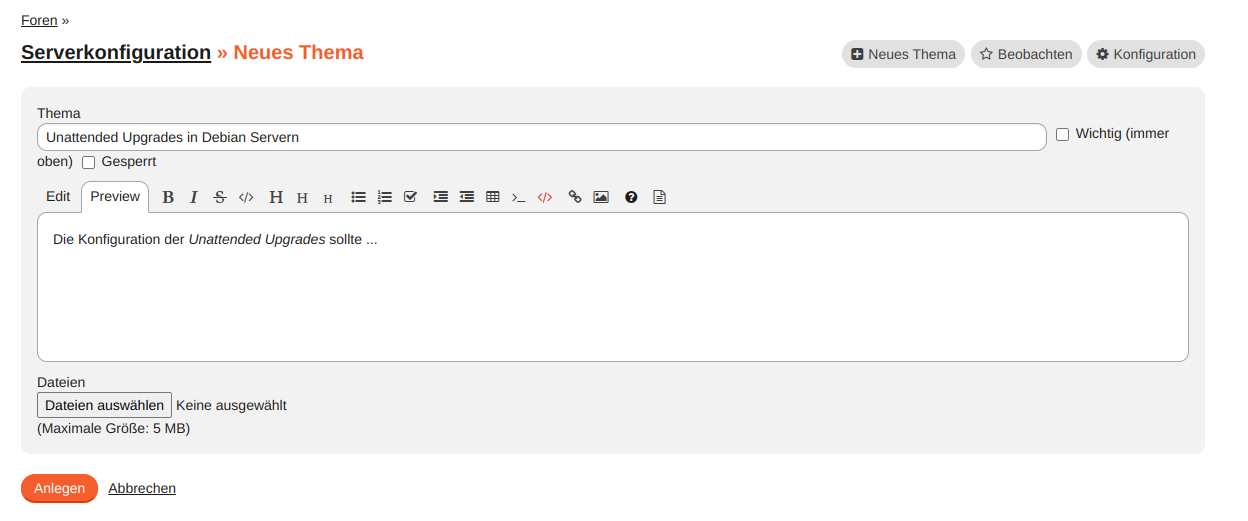 Foren »
Serverkonfiguration » Neues Thema
Neues Thema Beobachten Konfiguration
Thema
Unattended Upgrades in Debian Servern
Wichtig (immer
oben) Gesperrt
Edit Preview B I S </> H H H >_ </> ?
Die Konfiguration der Unattended Upgrades sollte ...
Dateien
Dateien auswählen Keine ausgewählt
(Maximale Größe: 5 MB)
Anlegen Abbrechen